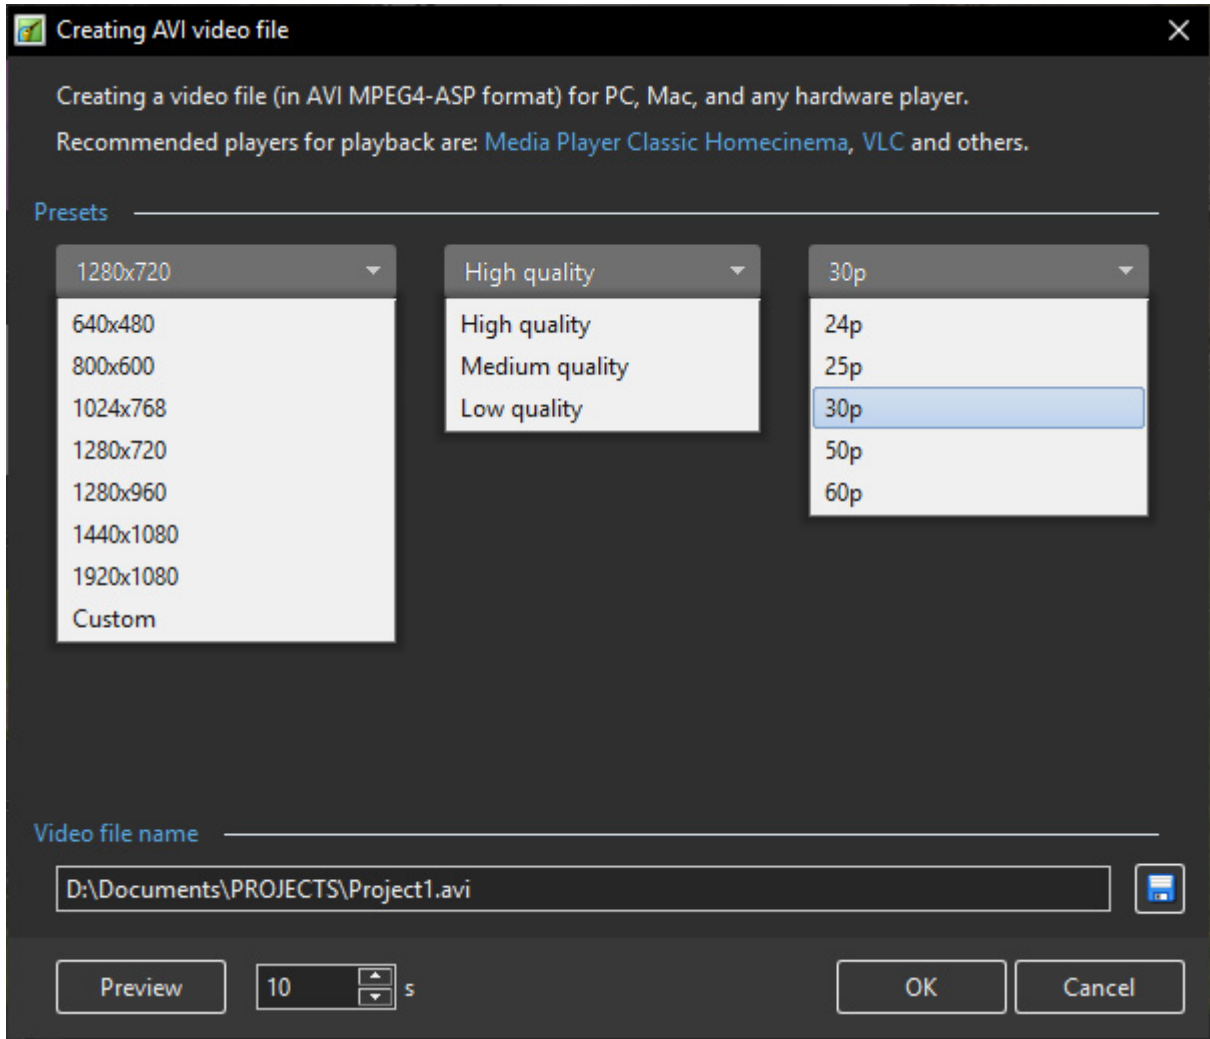 Creating AVI video file
Creating a video file (in AVI MPEG4-ASP format) for PC, Mac, and any hardware player.
Recommended players for playback are: Media Player Classic Homecinema, VLC and others.
Presets
1280x720
640x480
800x600
1024x768
1280x720
1280x960
1440x1080
1920x1080
Custom
High quality
High quality
Medium quality
Low quality
30p
24p
25p
30p
50p
60p
Video file name
D:\Documents\PROJECTS\Project1.avi
Preview
10
s
OK
Cancel